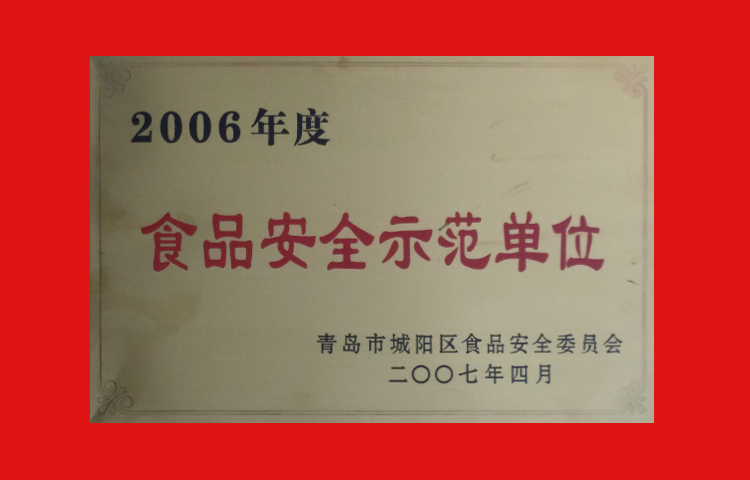 2006年度
食品安全示范单位
青岛市城阳区食品安全委员会
二〇〇七年四月